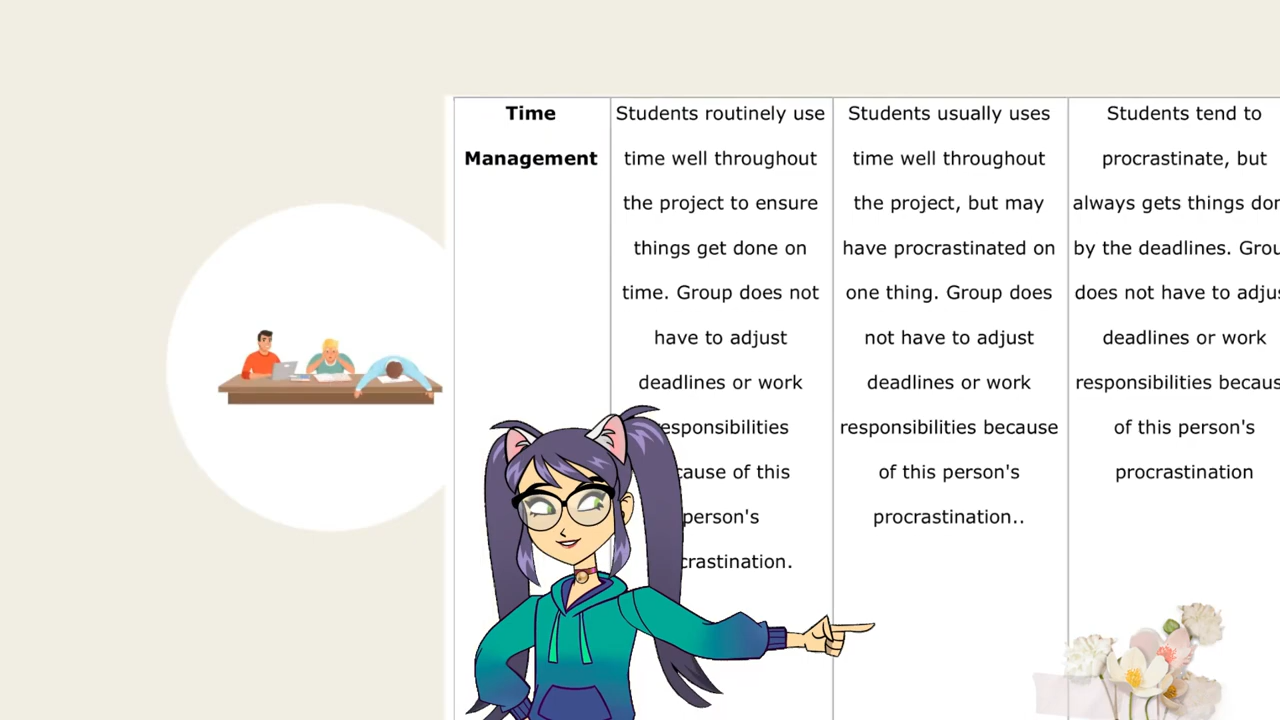 Time
Management
Students routinely use
time well throughout
the project to ensure
things get done on
time. Group does not
have to adjust
deadlines or work
esponsibilities
cause of this
person's
crastination.
Students usually uses
time well throughout
the project, but may
have procrastinated on
one thing. Group does
not have to adjust
deadlines or work
responsibilities because
of this person's
procrastination..
Students tend to
procrastinate, but
always gets things don
by the deadlines. Grou
does not have to adjus
deadlines or work
responsibilities becaus
of this person's
procrastination